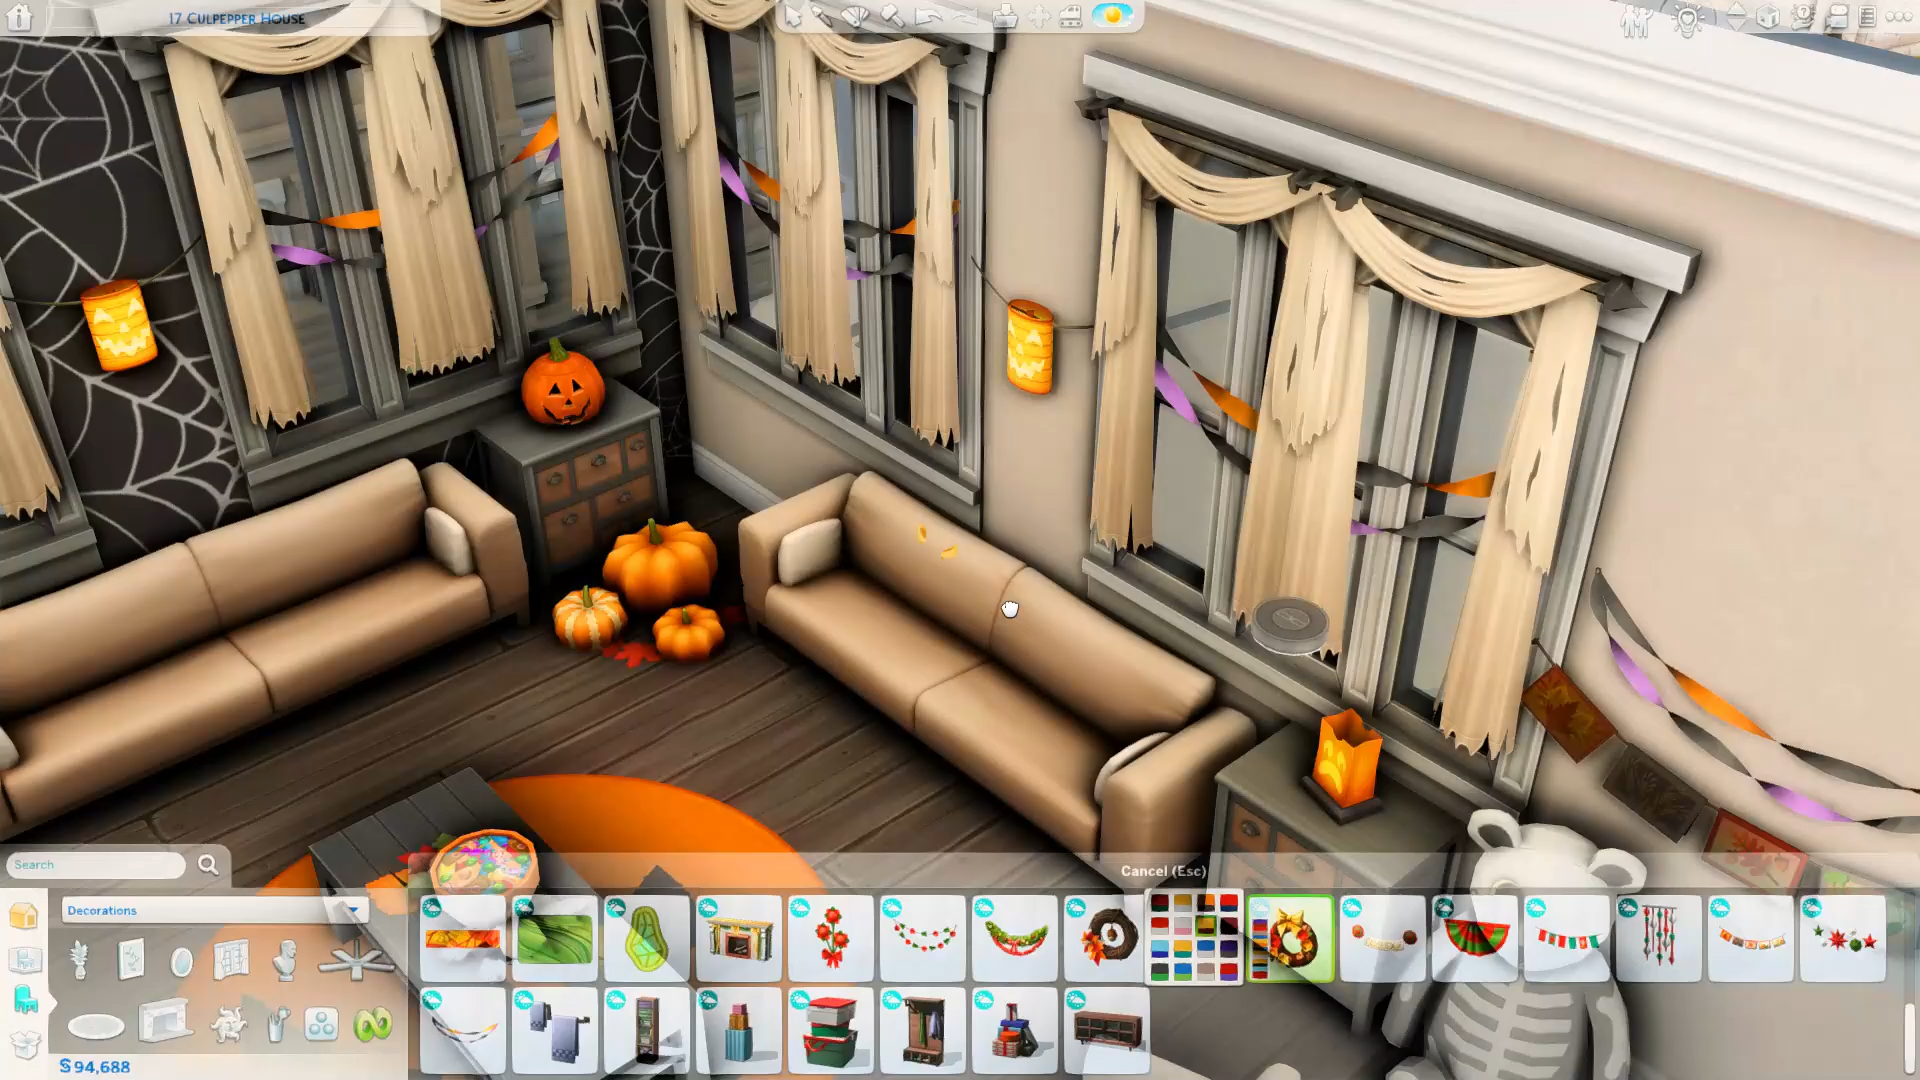 17 Culpepper House
Search
Cancel (Esc)
Decorations
§94,688